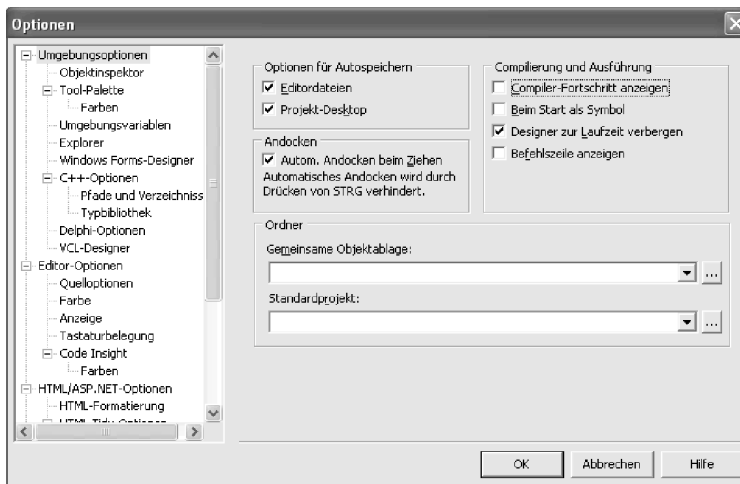 Optionen
Umgebungsoptionen
Objektinspektor
Tool-Palette
Farben
Umgebungsvariablen
Explorer
Windows Forms-Designer
C++-Optionen
Pfade und Verzeichniss
Typbibliothek
Delphi-Optionen
VCL-Designer
Editor-Optionen
Quelloptionen
Farbe
Anzeige
Tastaturbelegung
Code Insight
Farben
HTML/ASP.NET-Optionen
HTML-Formatierung
HTML Tidy-Optionen
Optionen für Autospeichern
Editordateien
Projekt-Desktop
Andocken
Autom. Andocken beim Ziehen
Automatisches Andocken wird durch
Drücken von STRG verhindert.
Compilierung und Ausführung
Compiler-Fortschritt anzeigen
Beim Start als Symbol
Designer zur Laufzeit verbergen
Befehlszeile anzeigen
Ordner
Gemeinsame Objektablage:
...
Standardprojekt:
...
OK
Abbrechen
Hilfe